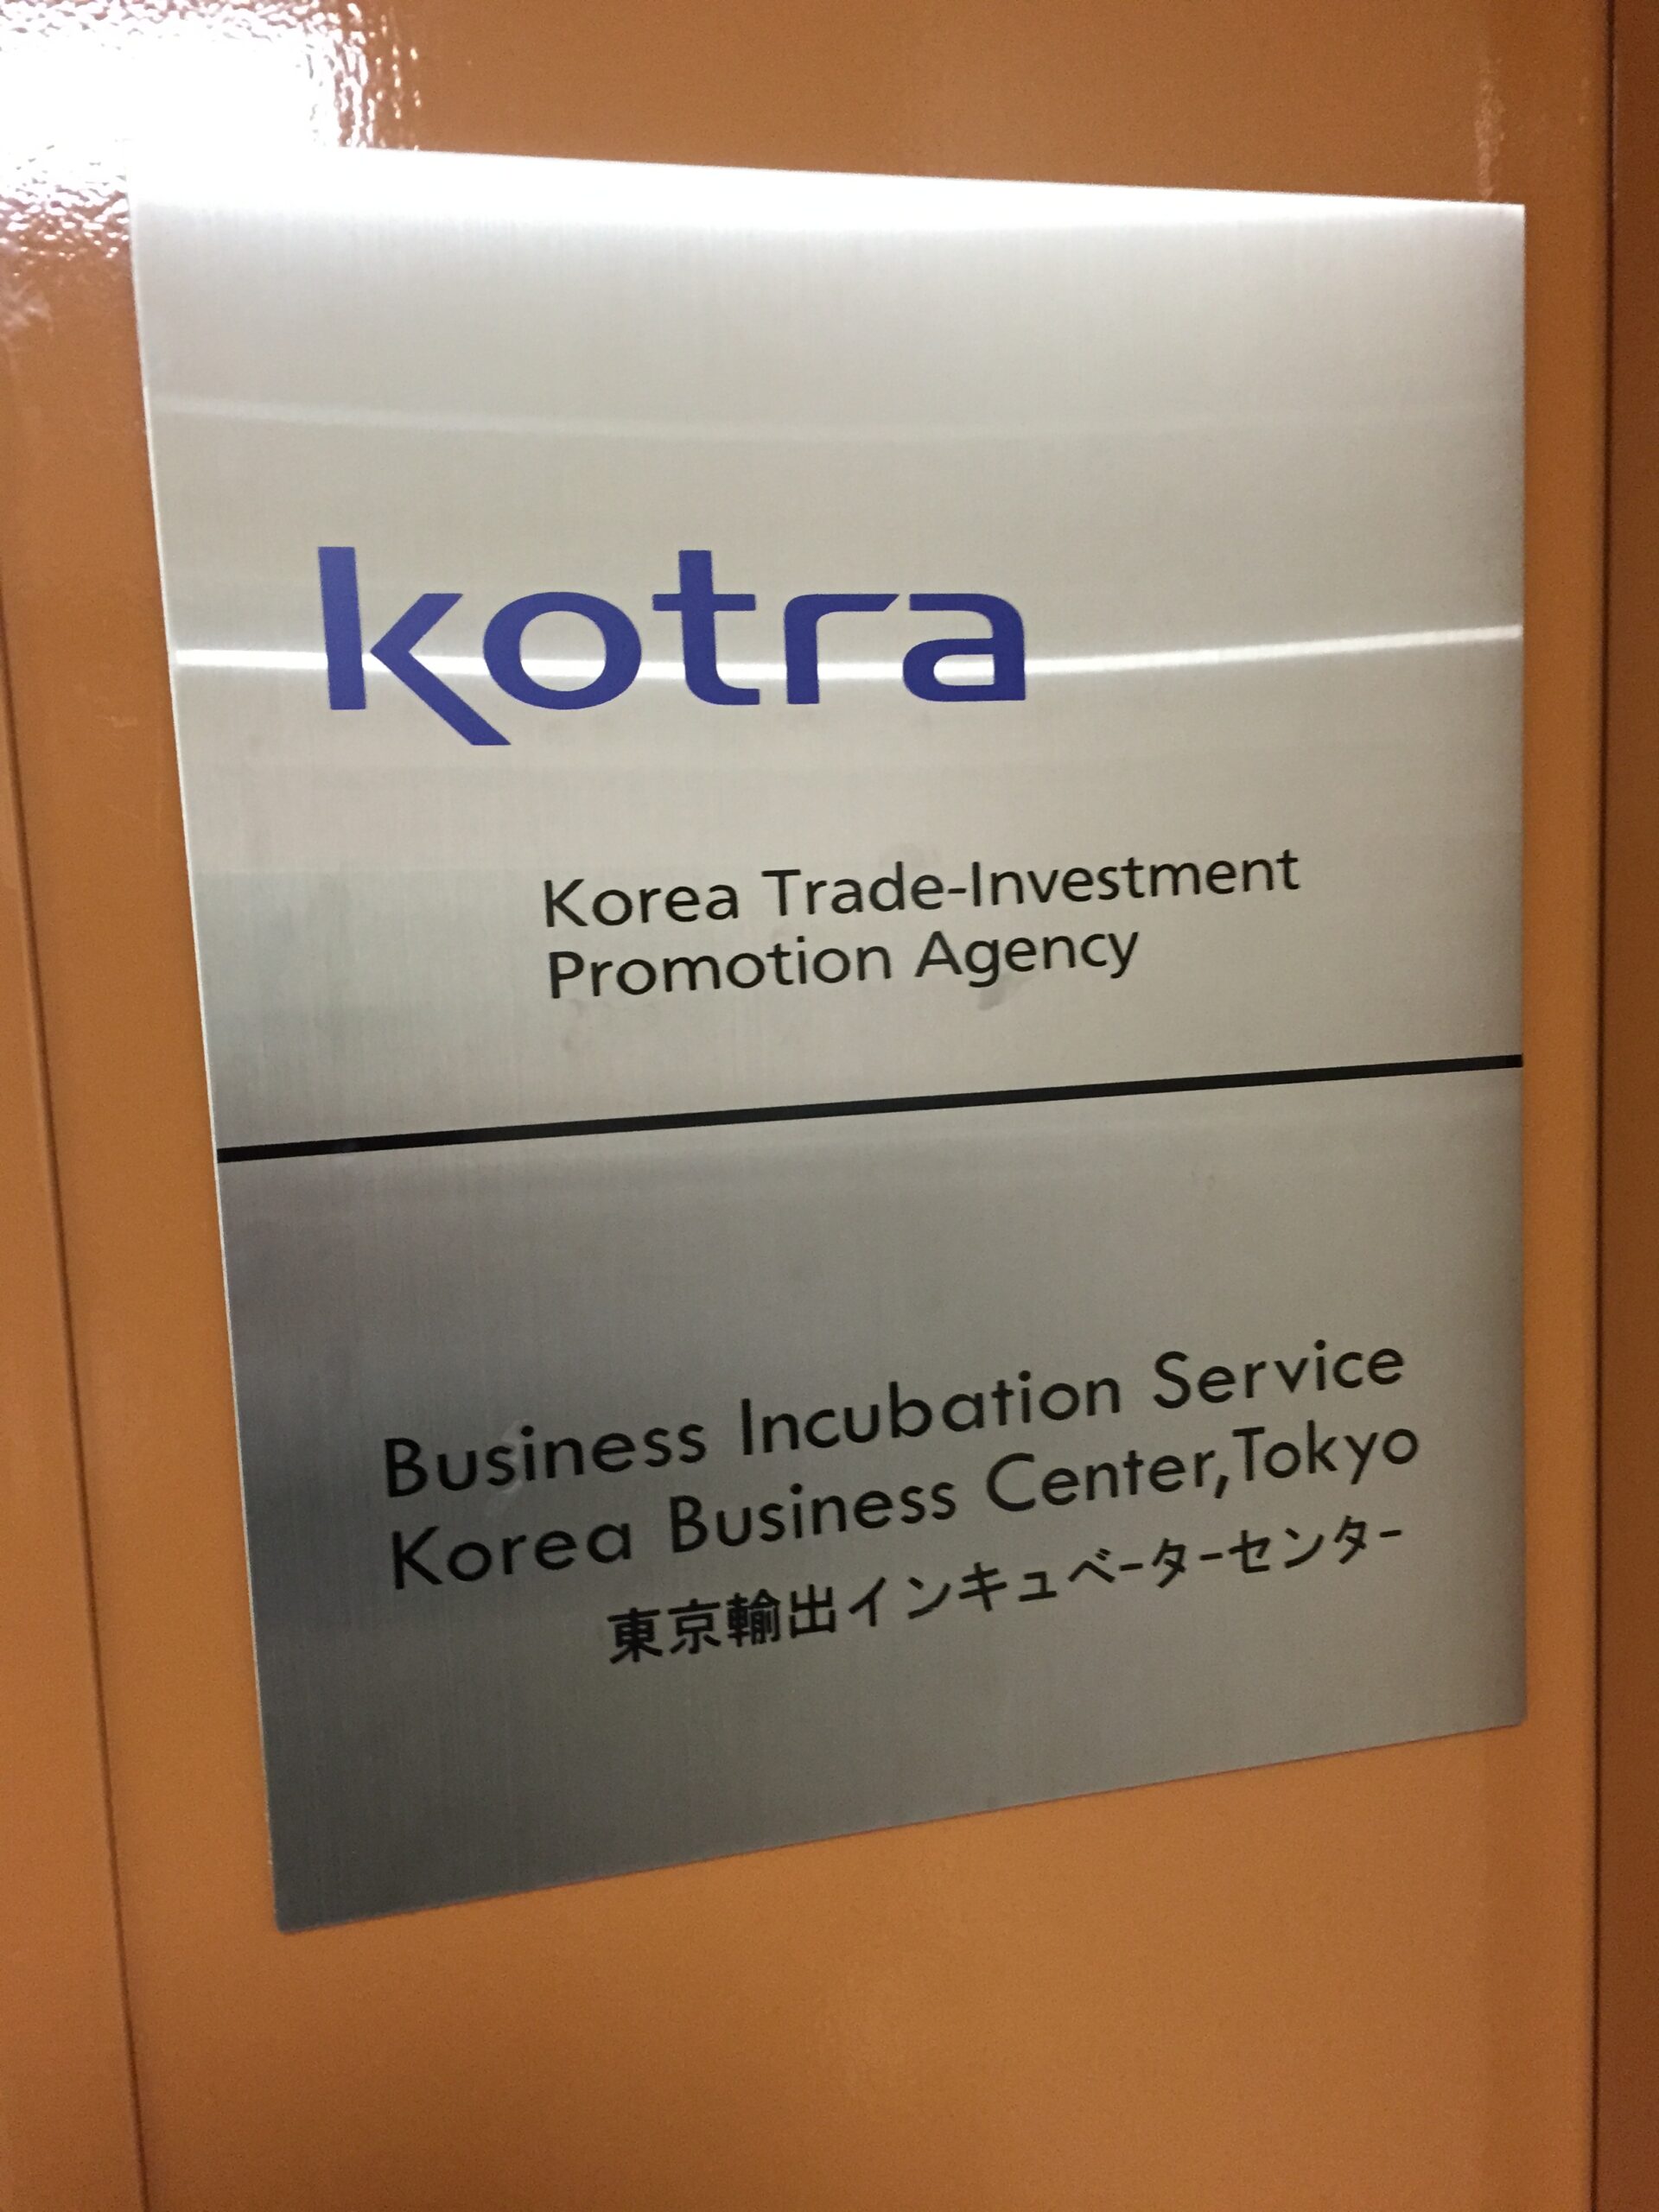 kotra
Korea Trade-Investment
Promotion Agency
Business Incubation Service
Korea Business Center,Tokyo
東京輸出インキュベーターセンター